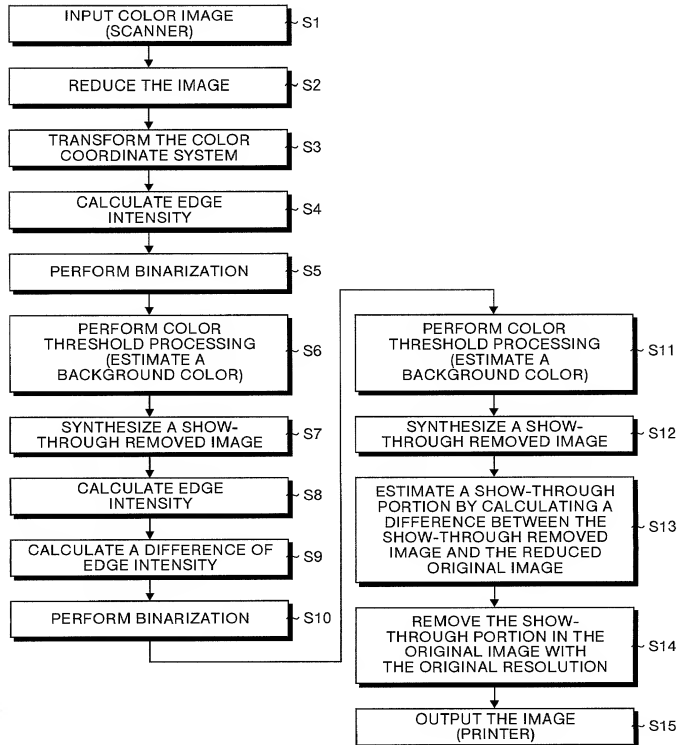 INPUT COLOR IMAGE
(SCANNER)
S1
REDUCE THE IMAGE
S2
TRANSFORM THE COLOR
COORDINATE SYSTEM
S3
CALCULATE EDGE
INTENSITY
S4
PERFORM BINARIZATION
S5
PERFORM COLOR
THRESHOLD PROCESSING
(ESTIMATE A
BACKGROUND COLOR)
S6
SYNTHESIZE A SHOW-
THROUGH REMOVED IMAGE
S7
CALCULATE EDGE
INTENSITY
S8
CALCULATE A DIFFERENCE OF
EDGE INTENSITY
S9
PERFORM BINARIZATION
S10
PERFORM COLOR
THRESHOLD PROCESSING
(ESTIMATE A
BACKGROUND COLOR)
S11
SYNTHESIZE A SHOW-
THROUGH REMOVED IMAGE
S12
ESTIMATE A SHOW-THROUGH
PORTION BY CALCULATING A
DIFFERENCE BETWEEN THE
SHOW-THROUGH REMOVED
IMAGE AND THE REDUCED
ORIGINAL IMAGE
S13
REMOVE THE SHOW-
THROUGH PORTION IN THE
ORIGINAL IMAGE WITH
THE ORIGINAL RESOLUTION
S14
OUTPUT THE IMAGE
(PRINTER)
S15